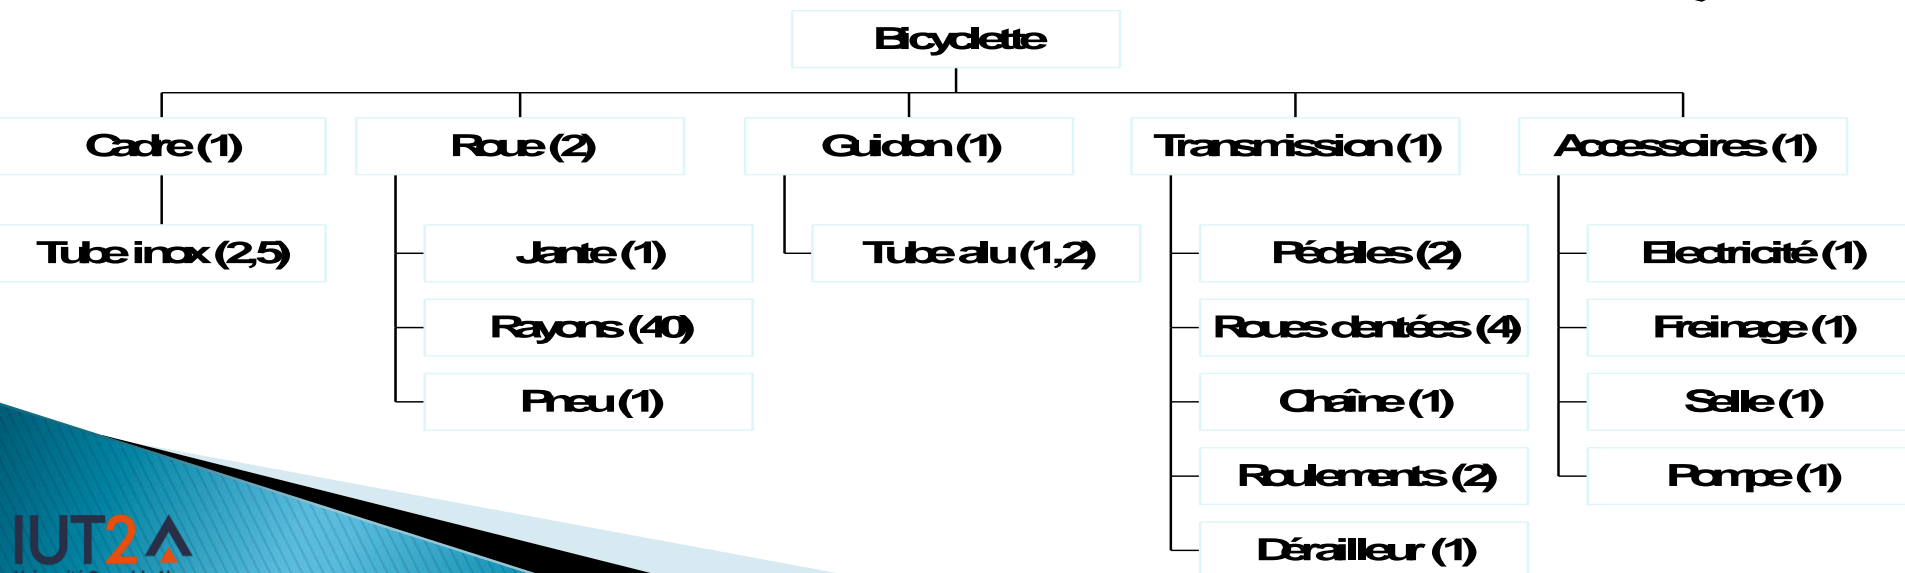 Bicyclette
Cadre (1)
Roue (2)
Guidon (1)
Transmission (1)
Accessoires (1)
Tube inox (2,5)
Jante (1)
Rayons (40)
Pneu (1)
Tube alu (1,2)
Pédales (2)
Roues dentées (4)
Chaîne (1)
Roulements (2)
Dérailleur (1)
Electricité (1)
Freinage (1)
Selle (1)
Pompe (1)
IUT2